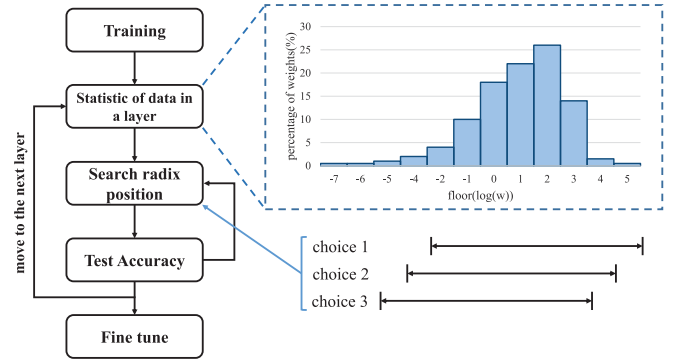 Training
Statistic of data in
a layer
Search radix
position
Test Accuracy
Fine tune
move to the next layer
percentage of weights(%)
30
25
20
15
10
5
0
-7 -6 -5 -4 -3 -2 -1 0 1 2 3 4 5
floor(log(w))
choice 1
choice 2
choice 3